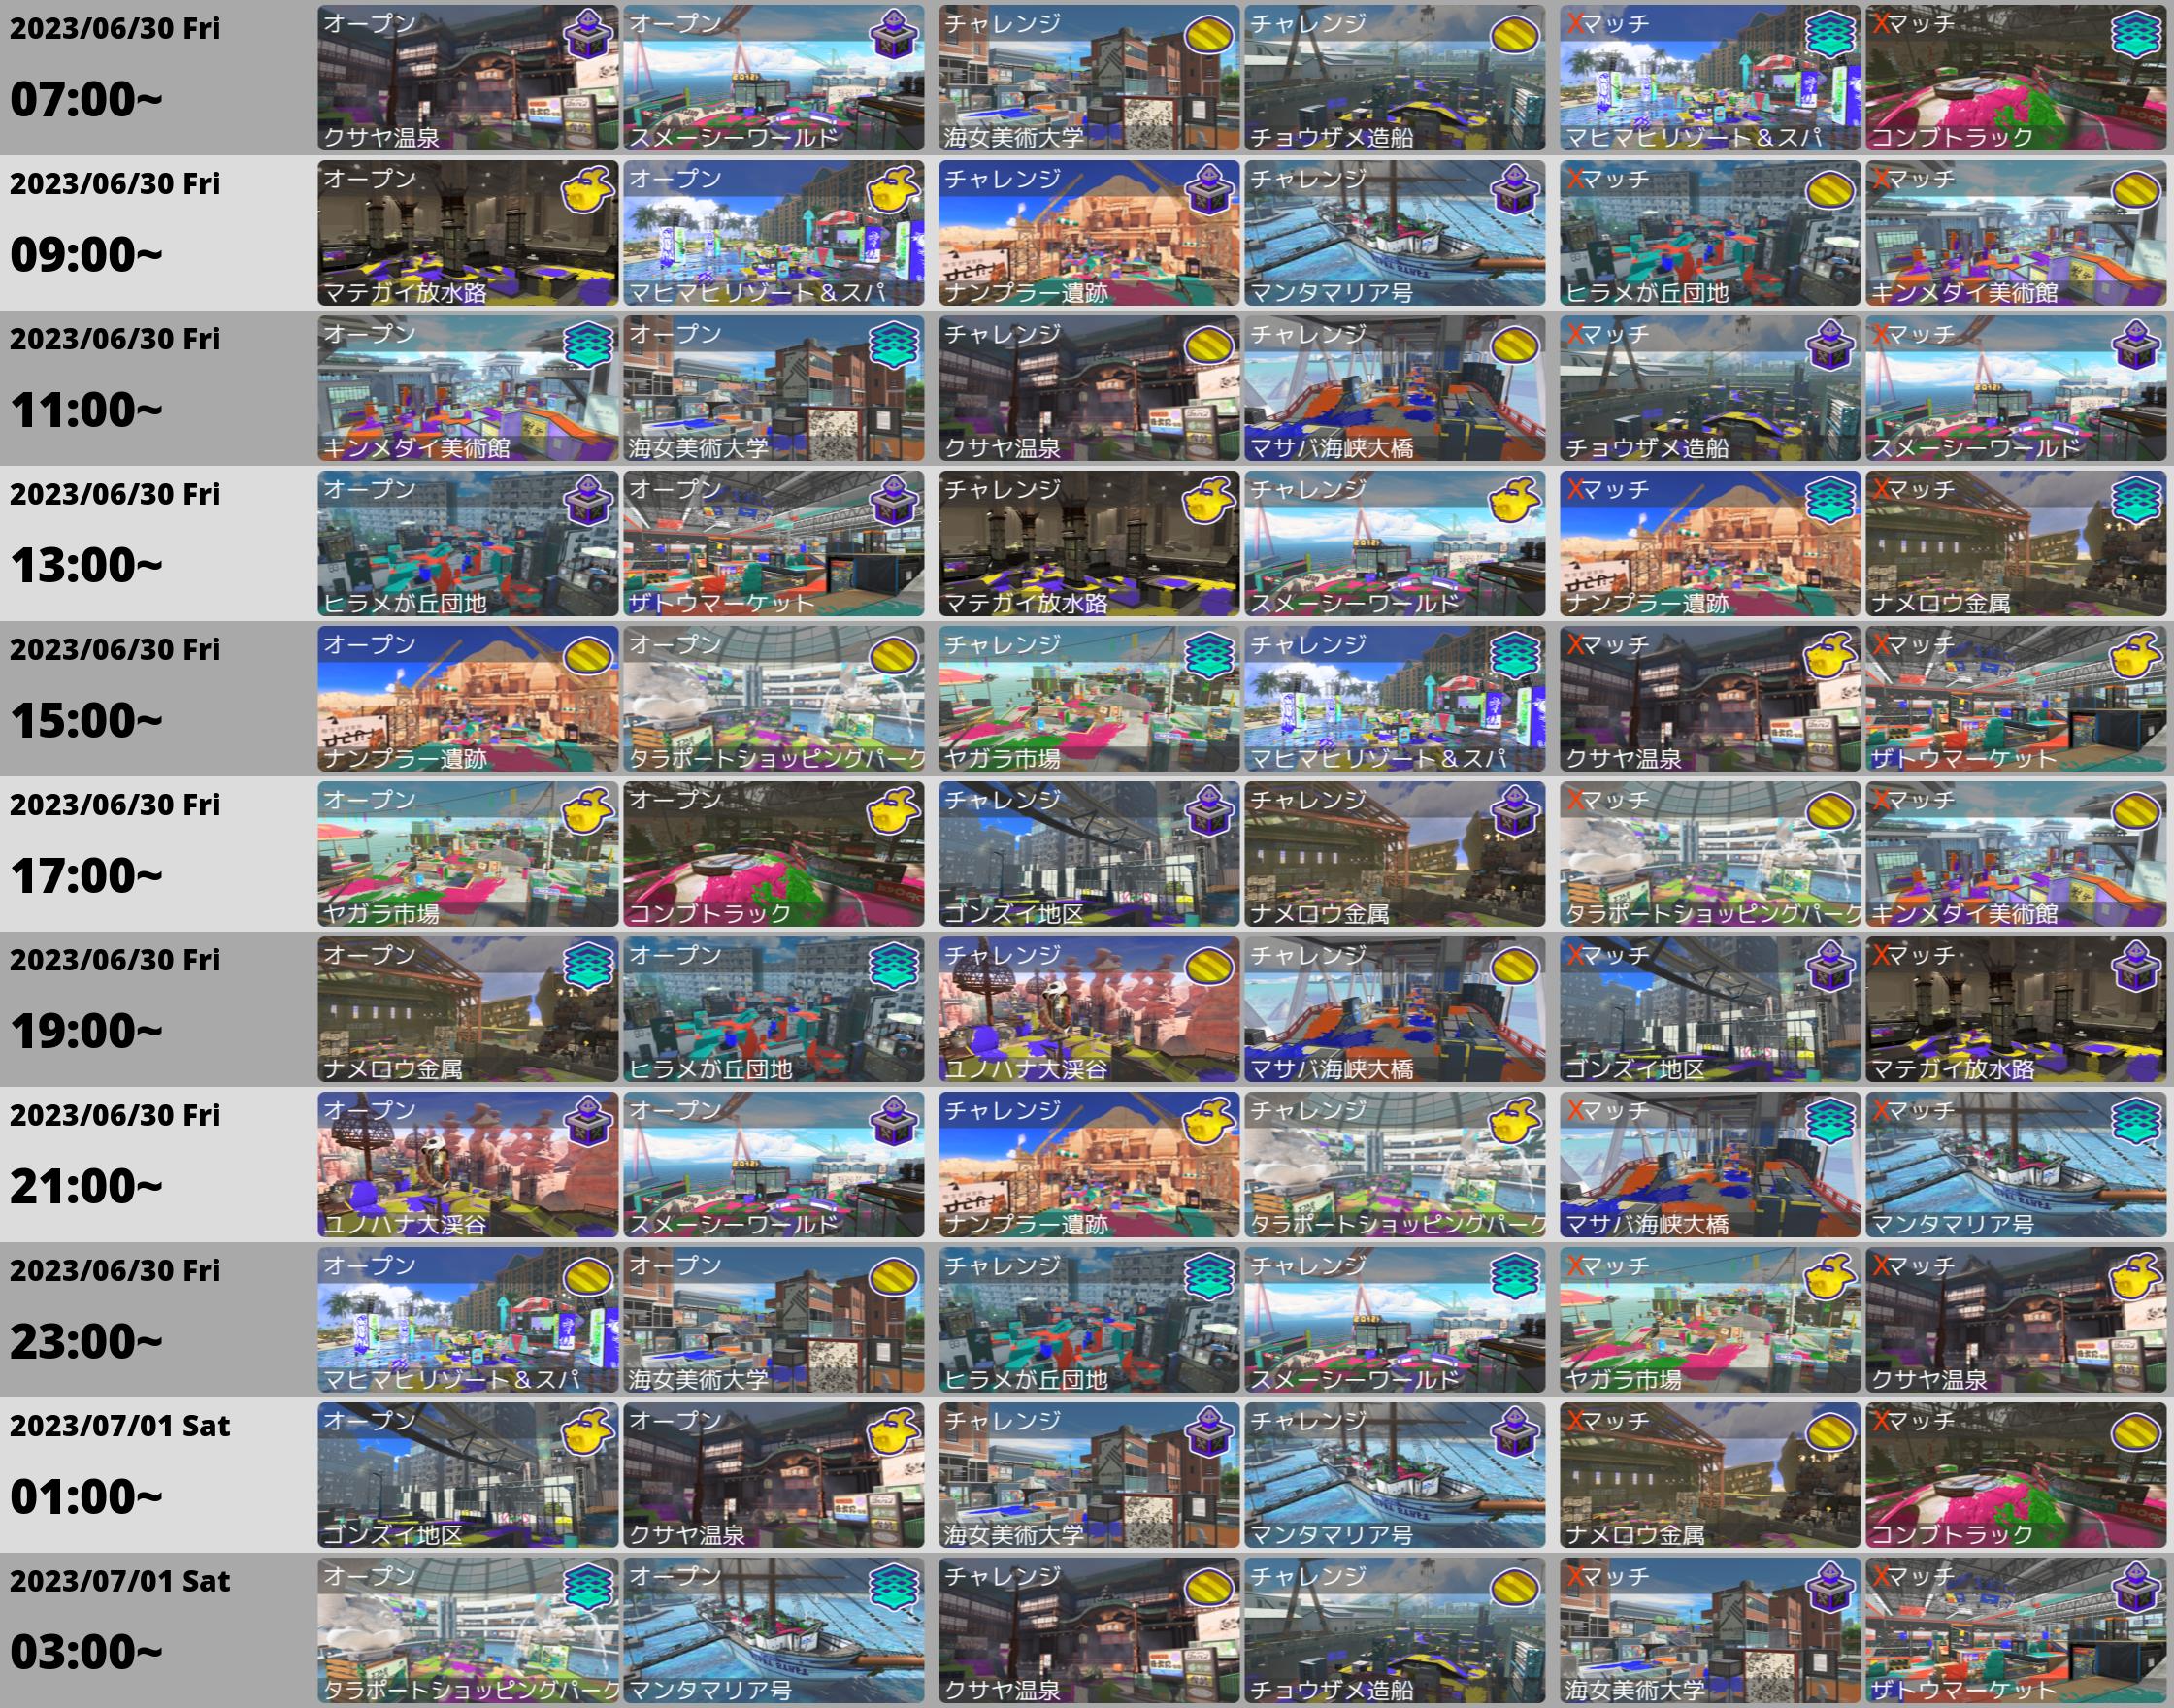 2023/06/30 Fri
07:00~
オープン オープン チャレンジ チャレンジ Xマッチ Xマッチ
クサヤ温泉 スメーシーワールド 海女美術大学 チョウザメ造船 マヒマヒリゾート＆スパ コンブトラック
2023/06/30 Fri
09:00~
オープン オープン チャレンジ チャレンジ Xマッチ Xマッチ
マテガイ放水路 マヒマヒリゾート＆スパ ナンプラー遺跡 マンタマリア号 ヒラメが丘団地 キンメダイ美術館
2023/06/30 Fri
11:00~
オープン オープン チャレンジ チャレンジ Xマッチ Xマッチ
キンメダイ美術館 海女美術大学 クサヤ温泉 マサバ海峡大橋 チョウザメ造船 スメーシーワールド
2023/06/30 Fri
13:00~
オープン オープン チャレンジ チャレンジ Xマッチ Xマッチ
ヒラメが丘団地 ザトウマーケット マテガイ放水路 スメーシーワールド ナンプラー遺跡 ナメロウ金属
2023/06/30 Fri
15:00~
オープン オープン チャレンジ チャレンジ Xマッチ Xマッチ
ナンプラー遺跡 タラポートショッピングパーク ヤガラ市場 マヒマヒリゾート＆スパ クサヤ温泉 ザトウマーケット
2023/06/30 Fri
17:00~
オープン オープン チャレンジ チャレンジ Xマッチ Xマッチ
ヤガラ市場 コンブトラック ゴンズイ地区 ナメロウ金属 タラポートショッピングパーク キンメダイ美術館
2023/06/30 Fri
19:00~
オープン オープン チャレンジ チャレンジ Xマッチ Xマッチ
ナメロウ金属 ヒラメが丘団地 ユノハナ大渓谷 マサバ海峡大橋 ゴンズイ地区 マテガイ放水路
2023/06/30 Fri
21:00~
オープン オープン チャレンジ チャレンジ Xマッチ Xマッチ
ユノハナ大渓谷 スメーシーワールド ナンプラー遺跡 タラポートショッピングパーク マサバ海峡大橋 マンタマリア号
2023/06/30 Fri
23:00~
オープン オープン チャレンジ チャレンジ Xマッチ Xマッチ
マヒマヒリゾート＆スパ 海女美術大学 ヒラメが丘団地 スメーシーワールド ヤガラ市場 クサヤ温泉
2023/07/01 Sat
01:00~
オープン オープン チャレンジ チャレンジ Xマッチ Xマッチ
ゴンズイ地区 クサヤ温泉 海女美術大学 マンタマリア号 ナメロウ金属 コンブトラック
2023/07/01 Sat
03:00~
オープン オープン チャレンジ チャレンジ Xマッチ Xマッチ
タラポートショッピングパーク マンタマリア号 クサヤ温泉 チョウザメ造船 海女美術大学 ザトウマーケット